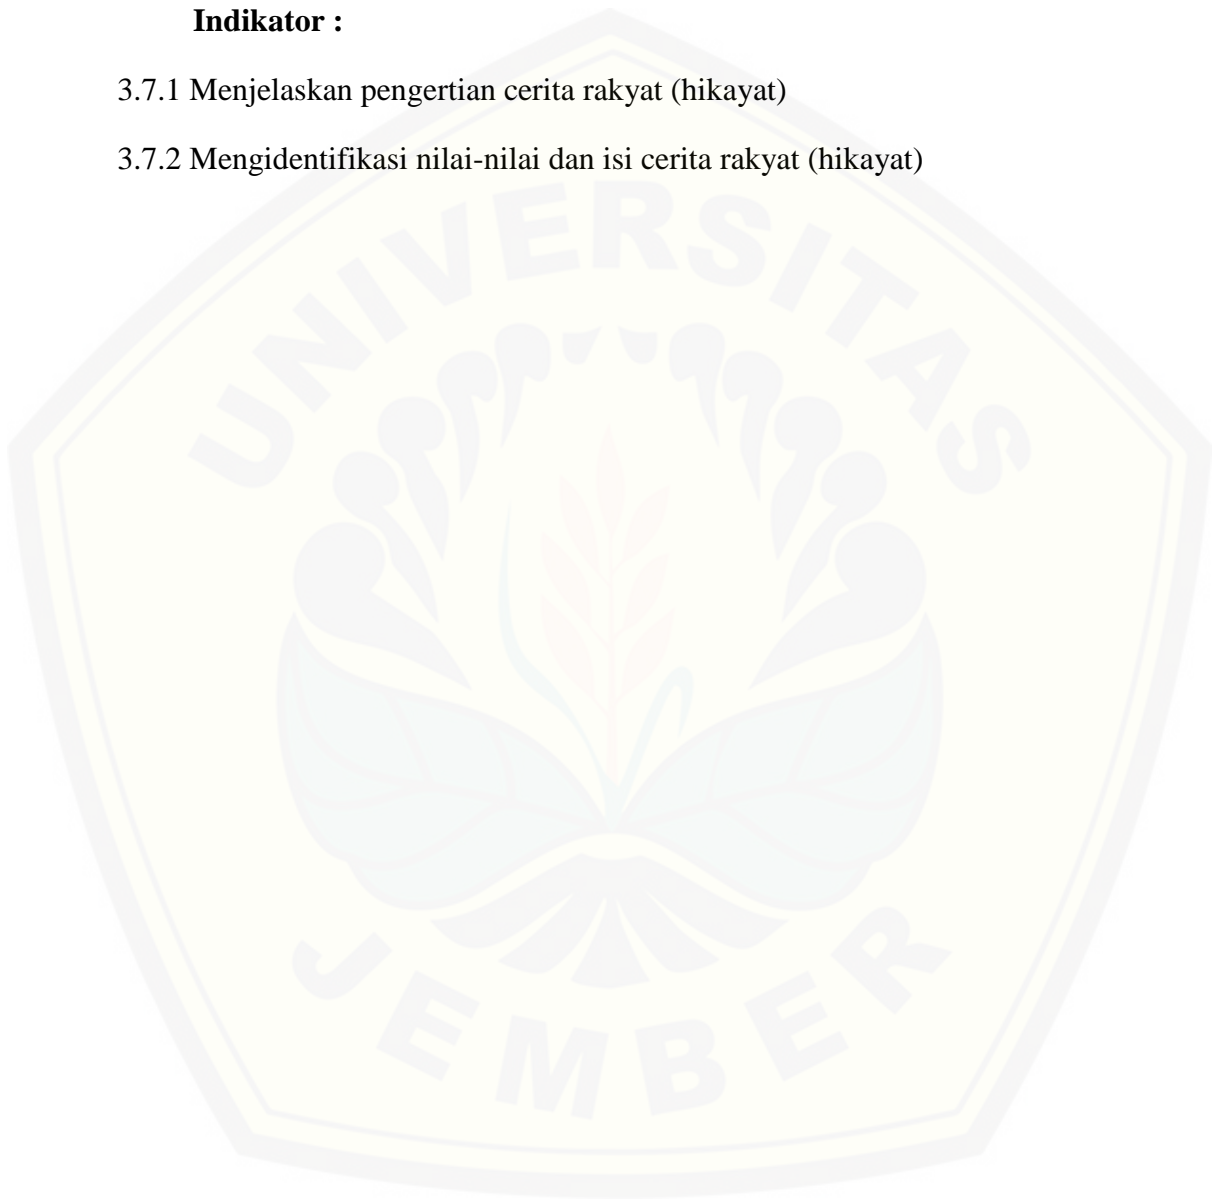 Indikator :
3.7.1 Menjelaskan pengertian cerita rakyat (hikayat)
3.7.2 Mengidentifikasi nilai-nilai dan isi cerita rakyat (hikayat)
UNIVERSITAS
JEMBER